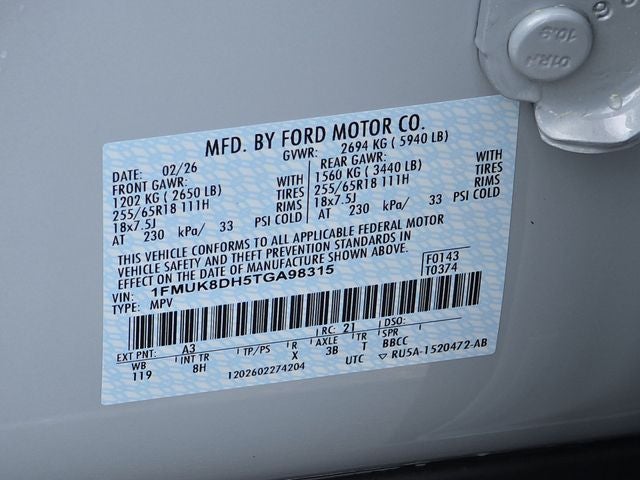 01RH
10.9
6
MFD. BY FORD MOTOR CO.
DATE: 02/26 GVWR: 2694 KG ( 5940 LB)
FRONT GAWR: REAR GAWR:
1202 KG ( 2650 LB) WITH 1560 KG ( 3440 LB) WITH
255/65R18 111H TIRES 255/65R18 111H TIRES
18x7.5J RIMS 18x7.5J RIMS
AT 230 kPa/ 33 PSI COLD AT 230 kPa/ 33 PSI COLD
THIS VEHICLE CONFORMS TO ALL APPLICABLE FEDERAL MOTOR
VEHICLE SAFETY AND THEFT PREVENTION STANDARDS IN
EFFECT ON THE DATE OF MANUFACTURE SHOWN ABOVE.
VIN: 1FMUK8DH5TGA98315 F0143
TYPE: MPV T0374
EXT PNT: A3 RC: 21 DSO:
WB INT TR TP/PS R AXLE TR SPR
119 8H X 3B T BBCC
1202602274204 UTC ▽ RU5A-1520472-AB